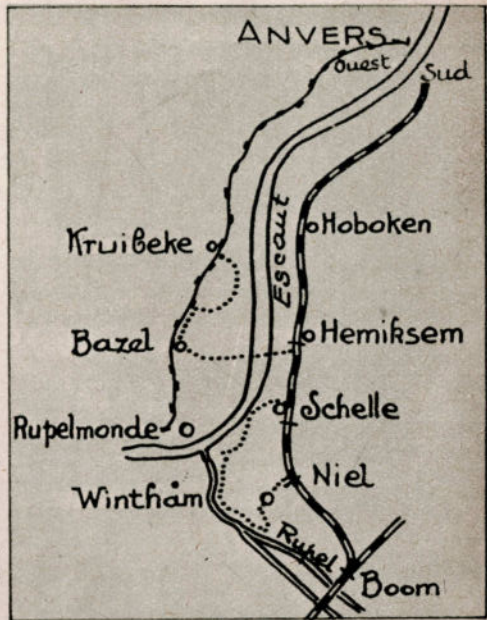 ANVERS
Ouest
Sud
Hoboken
Kruibeke
Escaut
Bazel
Hemiksem
Schelle
Rupelmonde
Niel
Wintham
Rupel
Boom